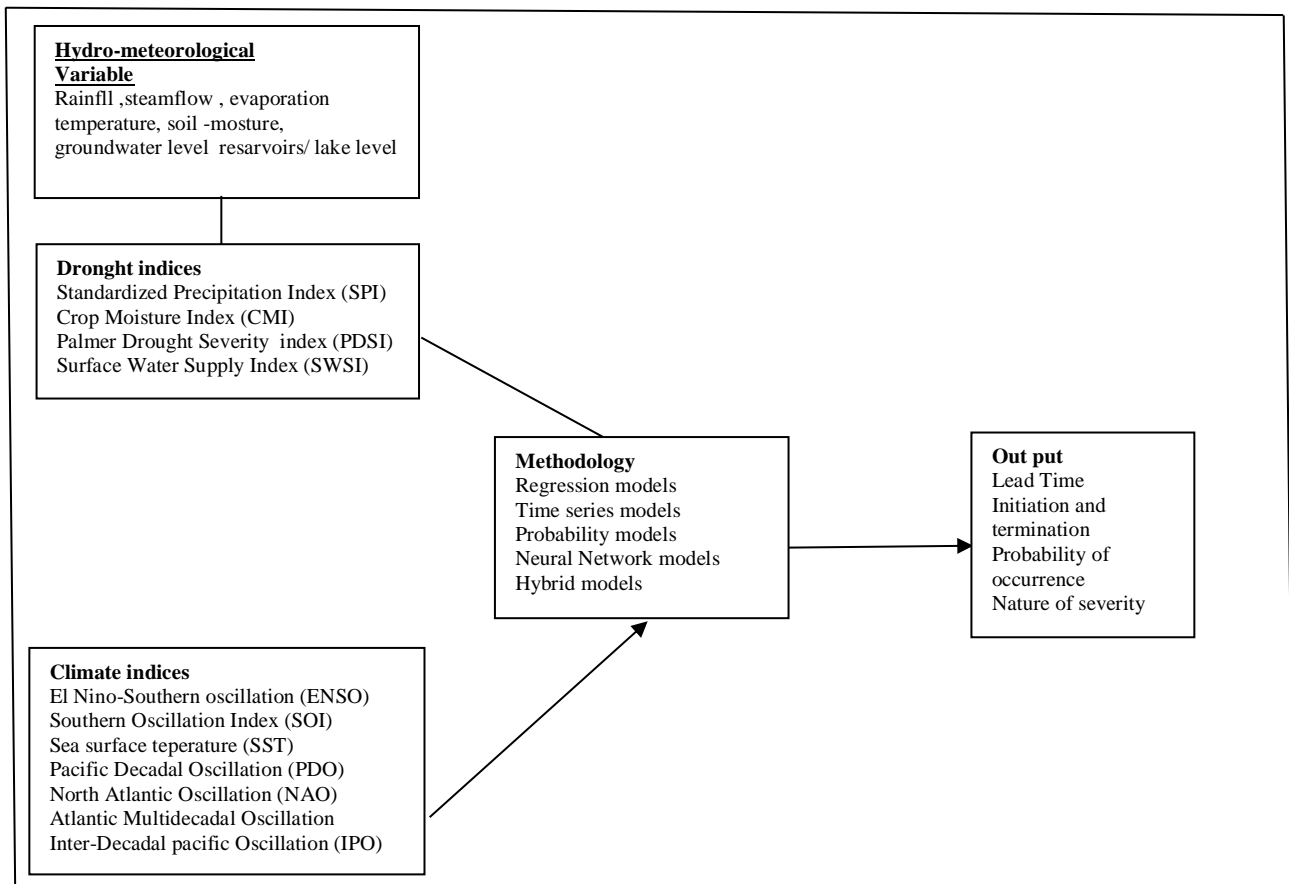 Hydro-meteorological
Variable
Rainfll ,steamflow , evaporation
temperature, soil -mosture,
groundwater level resarvoirs/ lake level
Dronght indices
Standardized Precipitation Index (SPI)
Crop Moisture Index (CMI)
Palmer Drought Severity index (PDSI)
Surface Water Supply Index (SWSI)
Methodology
Regression models
Time series models
Probability models
Neural Network models
Hybrid models
Out put
Lead Time
Initiation and
termination
Probability of
occurrence
Nature of severity
Climate indices
El Nino-Southern oscillation (ENSO)
Southern Oscillation Index (SOI)
Sea surface teperature (SST)
Pacific Decadal Oscillation (PDO)
North Atlantic Oscillation (NAO)
Atlantic Multidecadal Oscillation
Inter-Decadal pacific Oscillation (IPO)